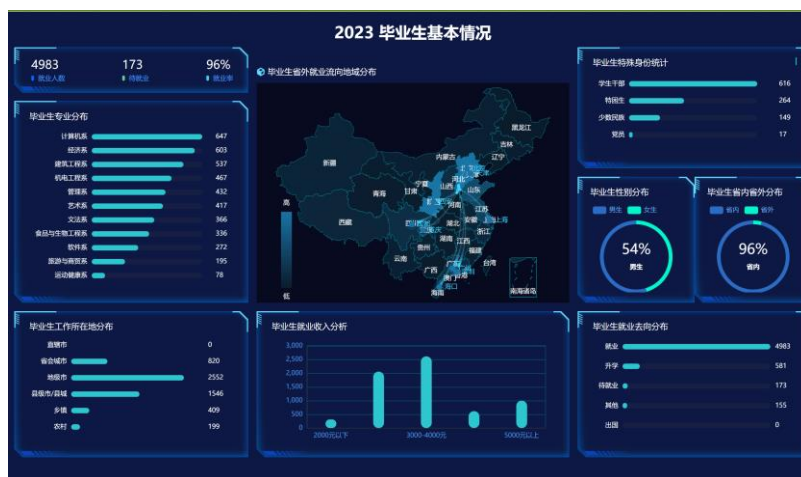 2023 毕业生基本情况
4983 173 96%
就业人数 待就业 就业率
毕业生专业分布
计算机系 647
经济系 603
建筑工程系 537
机电工程系 467
管理系 432
艺术系 417
文法系 366
食品与生物工程系 336
软件系 272
旅游与商贸系 195
运动健康系 78
毕业生省外就业流向地域分布
黑龙江
吉林
辽宁
内蒙古
新疆
河北
宁夏
山西
山东
甘肃
青海
河南
江苏
西藏
湖北
安徽
上海
浙江
湖南
江西
贵州
福建
云南
广西
台湾
澳门
海口
海南
南海诸岛
高
低
毕业生特殊身份统计
学生干部 616
特困生 264
少数民族 149
党员 17
毕业生性别分布
男生 女生
54%
男生
毕业生省内省外分布
省内 省外
96%
省内
毕业生工作所在地分布
直辖市 0
省会城市 820
地级市 2552
县级市/县城 1546
乡镇 409
农村 199
毕业生就业收入分析
3,000
2,500
2,000
1,500
1,000
500
0
2000元以下 3000-4000元 5000元以上
毕业生就业去向分布
就业 4983
升学 581
待就业 173
其他 155
出国 0